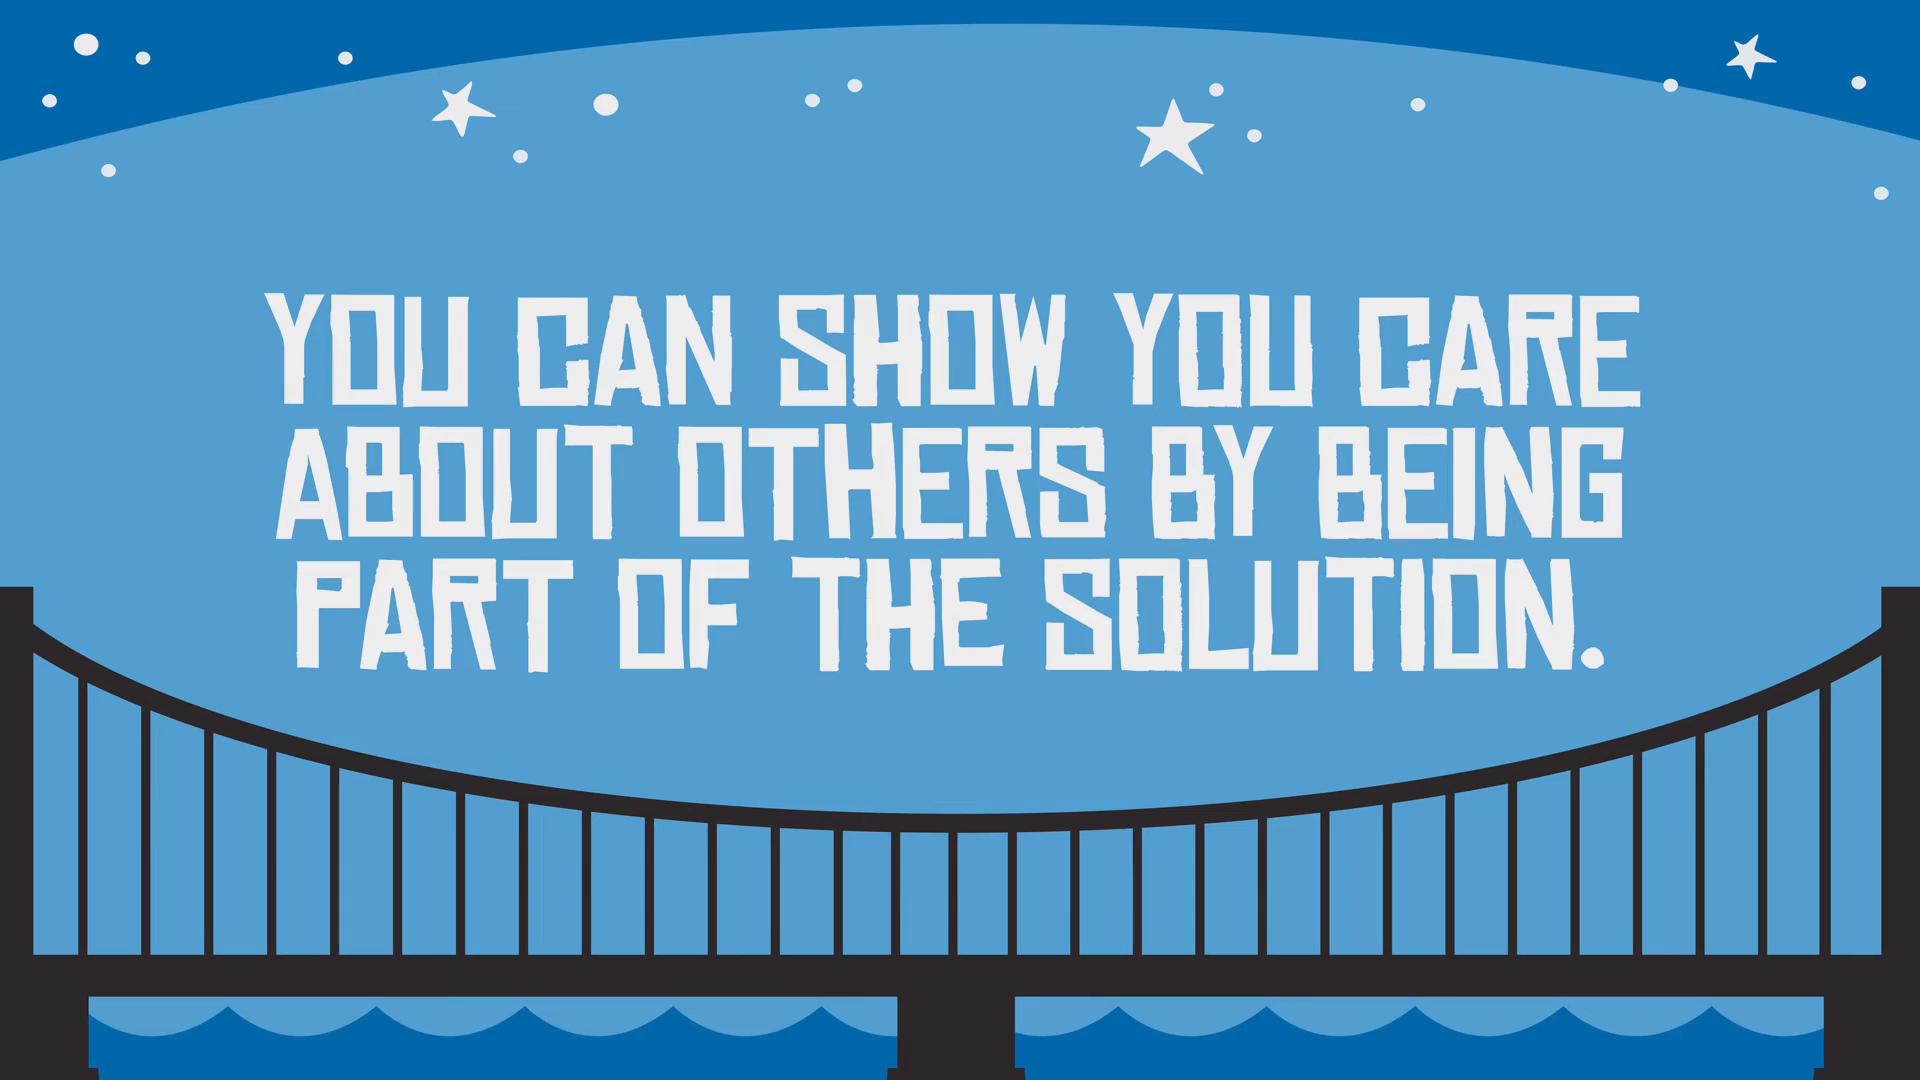 YOU CAN SHOW YOU CARE
ABOUT OTHERS BY BEING
PART OF THE SOLUTION.